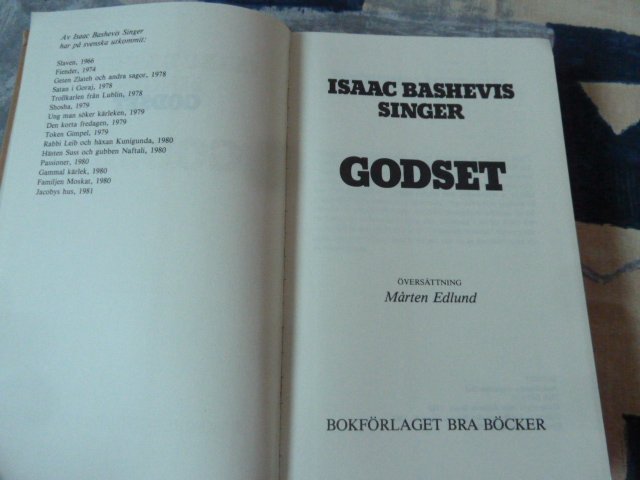 Av Isaac Bashevis Singer
har på svenska utkommit:
Slaven, 1966
Fiender, 1974
Geten Zlateh och andra sagor, 1978
Satan i Goraj, 1978
Trollkarlen från Lublin, 1978
Shosha, 1979
Ung man söker kärleken, 1979
Den korta fredagen, 1979
Token Gimpel, 1979
Rabbi Leib och häxan Kunigunda, 1980
Hästen Suss och gubben Naftali, 1980
Passioner, 1980
Gammal kärlek, 1980
Familjen Moskat, 1980
Jacobys hus, 1981
ISAAC BASHEVIS
SINGER
GODSET
ÖVERSÄTTNING
Mårten Edlund
BOKFÖRLAGET BRA BÖCKER